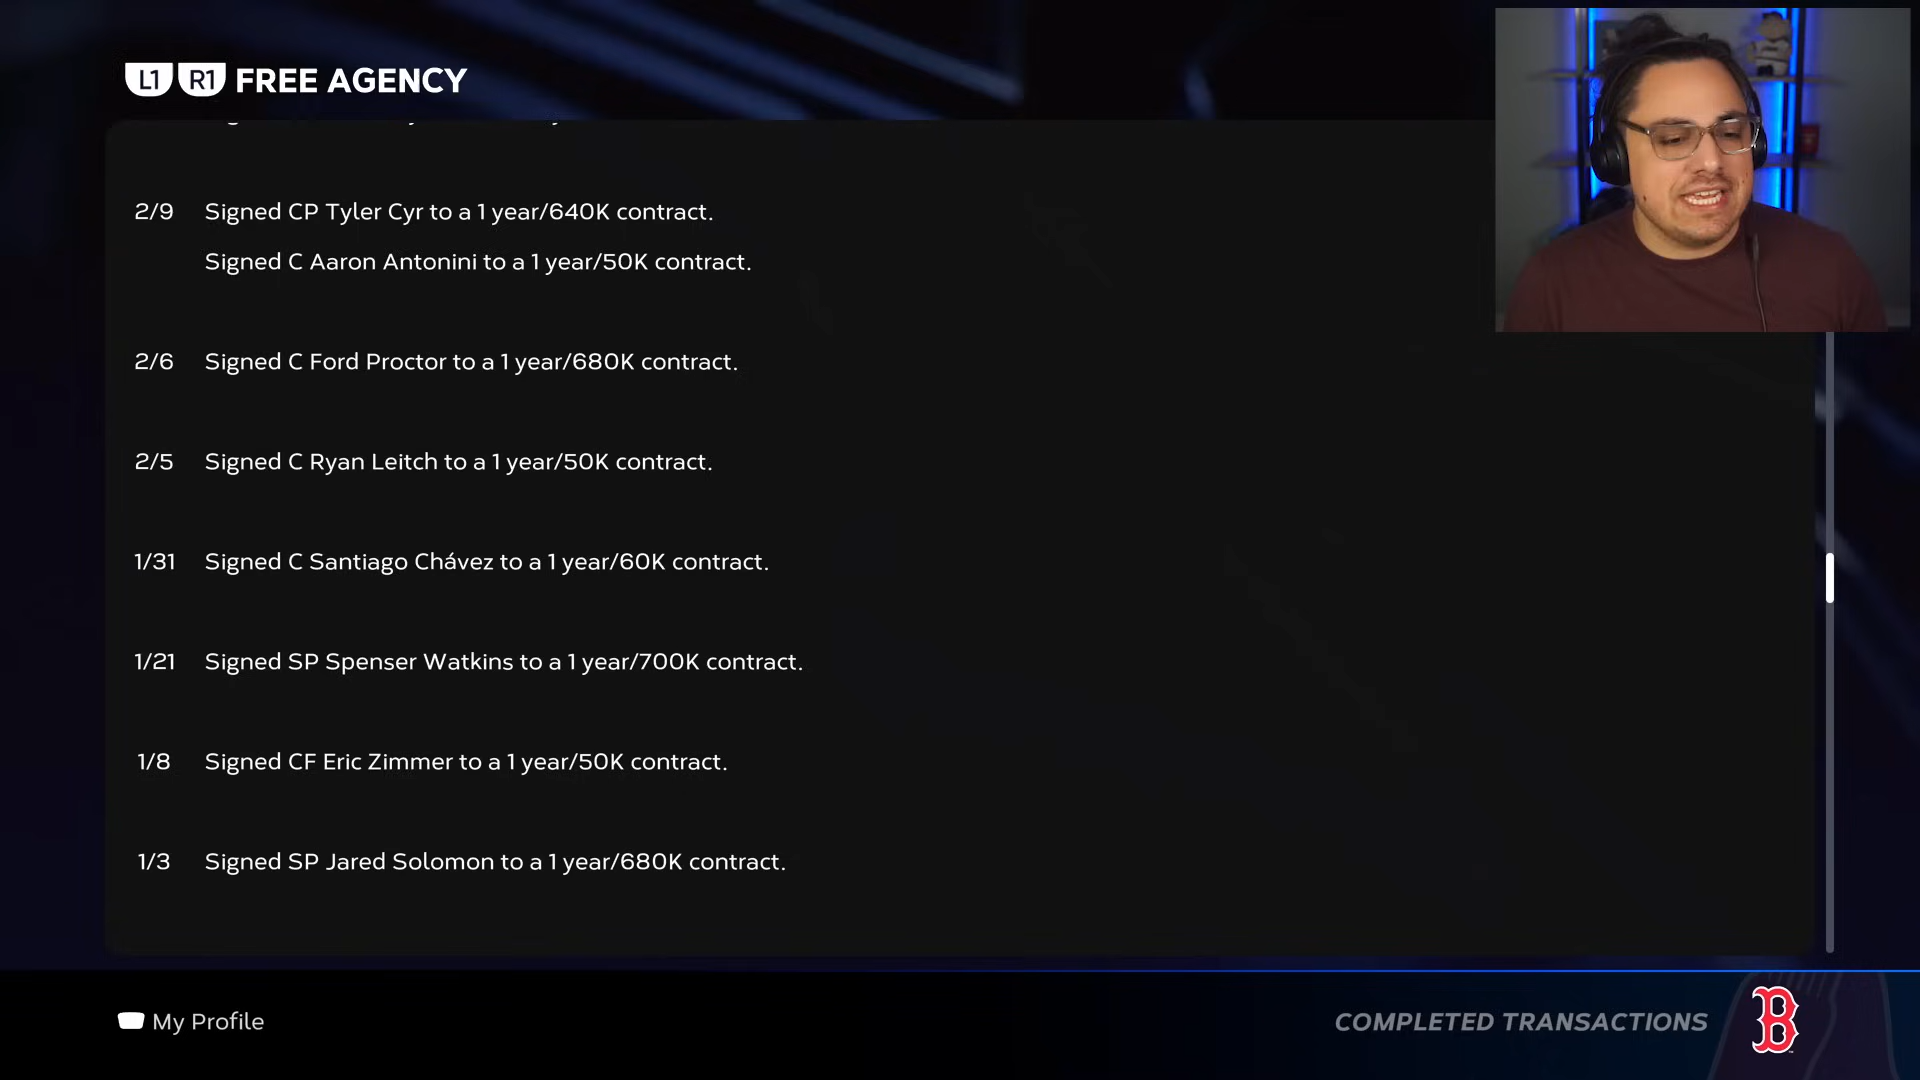 L1 R1 FREE AGENCY
2/9 Signed CP Tyler Cyr to a 1 year/640K contract.
Signed C Aaron Antonini to a 1 year/50K contract.
2/6 Signed C Ford Proctor to a 1 year/680K contract.
2/5 Signed C Ryan Leitch to a 1 year/50K contract.
1/31 Signed C Santiago Chávez to a 1 year/60K contract.
1/21 Signed SP Spenser Watkins to a 1 year/700K contract.
1/8 Signed CF Eric Zimmer to a 1 year/50K contract.
1/3 Signed SP Jared Solomon to a 1 year/680K contract.
My Profile
COMPLETED TRANSACTIONS B